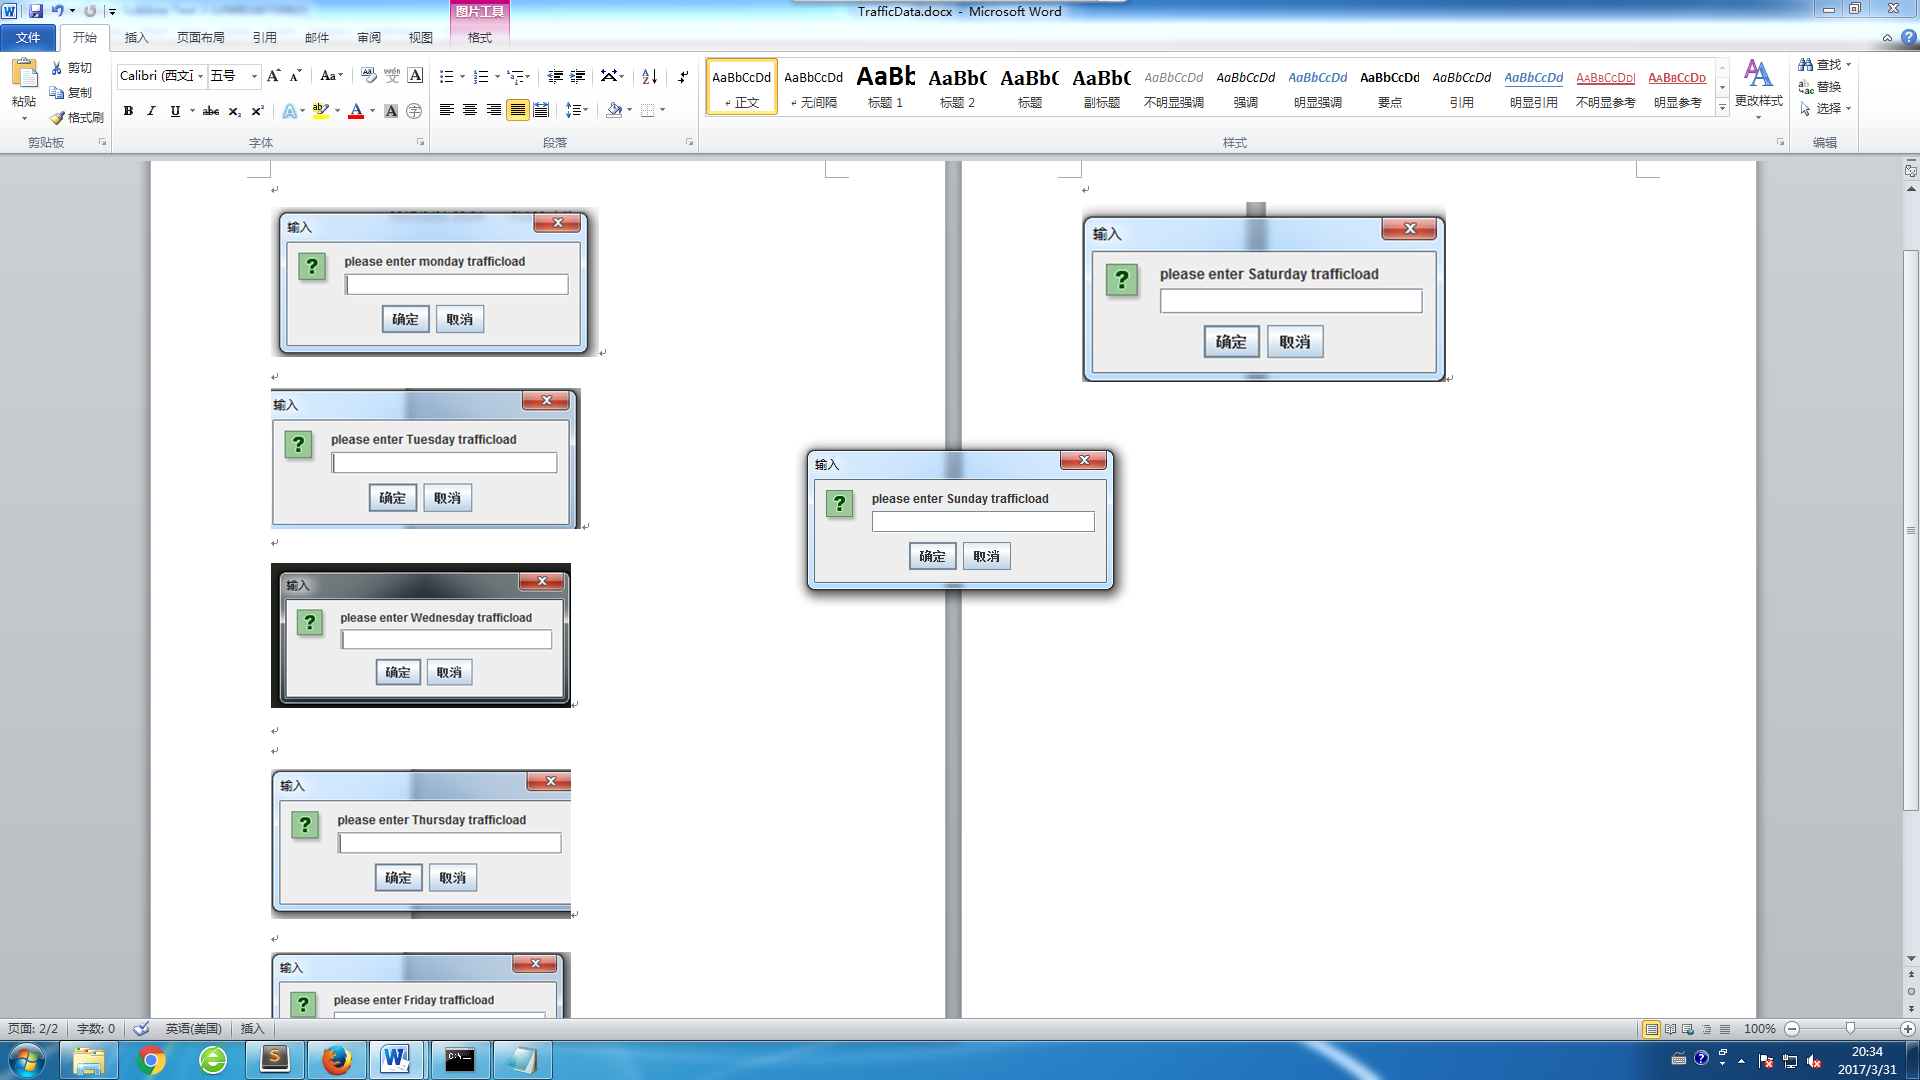 图片工具
TrafficData.docx - Microsoft Word
文件 开始 插入 页面布局 引用 邮件 审阅 视图 格式
粘贴 剪切 复制 格式刷
Calibri (西文正 五号
AaBbCcDd AaBbCcDd AaBb AaBbC AaBbC AaBbC AaBbCcDd AaBbCcDd AaBbCcDd AaBbCcDd AaBbCcDd AaBbCcDd AaBbCcDd AaBbCcDd
正文 无间隔 标题 1 标题 2 标题 副标题 不明显强调 强调 明显强调 要点 引用 明显引用 不明显参考 明显参考
更改样式
查找
替换
选择
剪贴板 字体 段落 样式 编辑
输入
please enter monday trafficload
确定 取消
输入
please enter Tuesday trafficload
确定 取消
输入
please enter Wednesday trafficload
确定 取消
输入
please enter Thursday trafficload
确定 取消
输入
please enter Friday trafficload
输入
please enter Saturday trafficload
确定 取消
输入
please enter Sunday trafficload
确定 取消
页面: 2/2 字数: 0 英语(美国) 插入 100%
20:34
2017/3/31